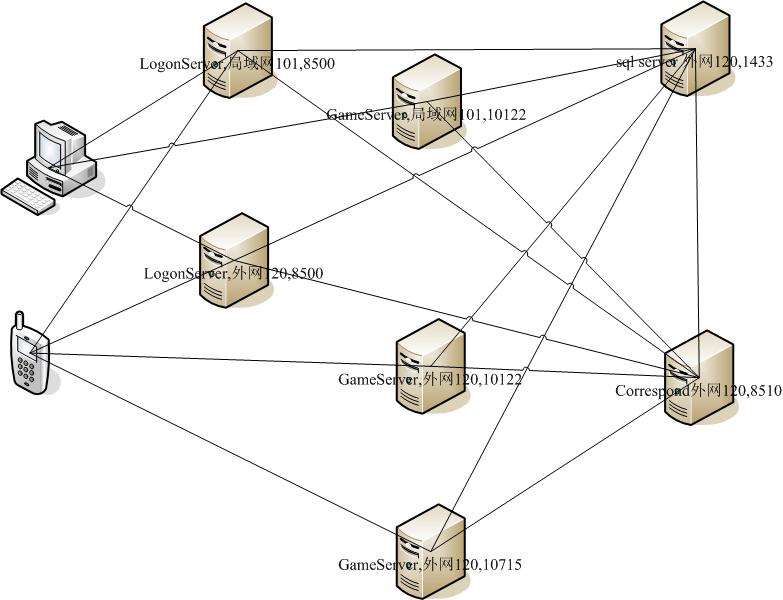 LogonServer,局域网101,8500
sql server 外网120,1433
GameServer,局域网101,10122
LogonServer,外网120,8500
GameServer,外网120,10122
Correspond外网120,8510
GameServer,外网120,10715